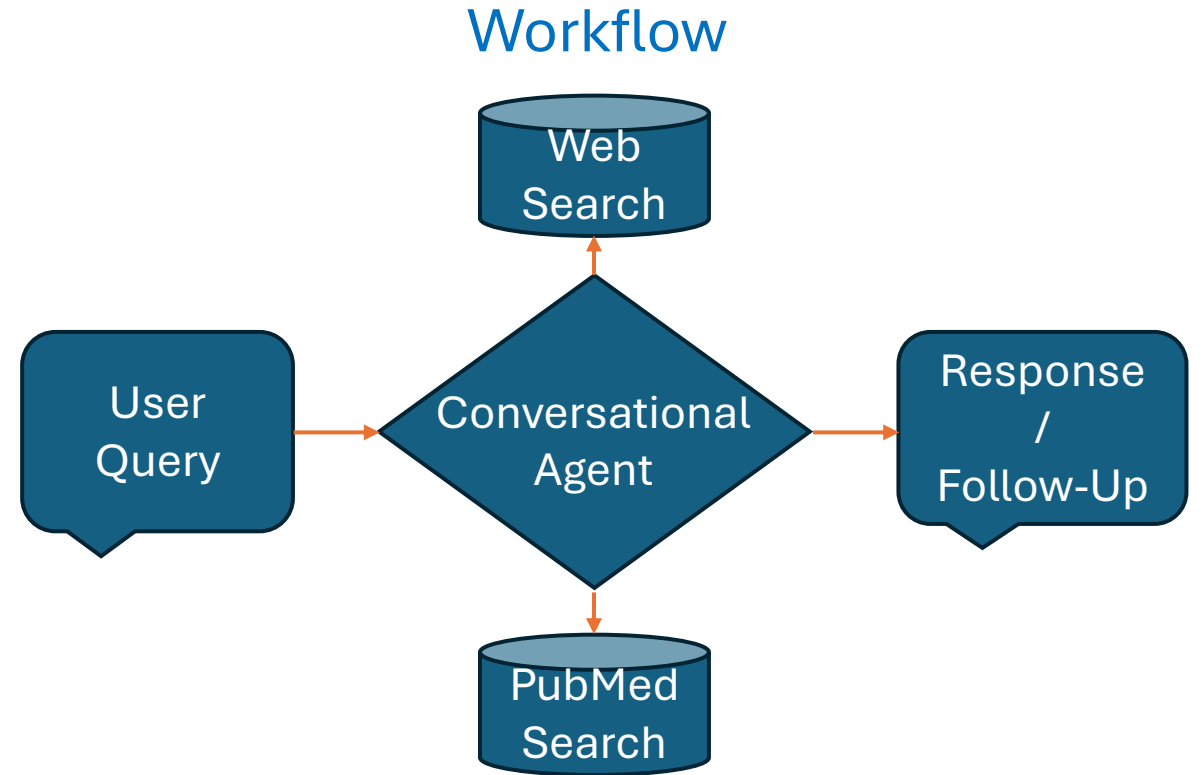 Workflow
Web
Search
User
Query
Conversational
Agent
Response
/
Follow-Up
PubMed
Search